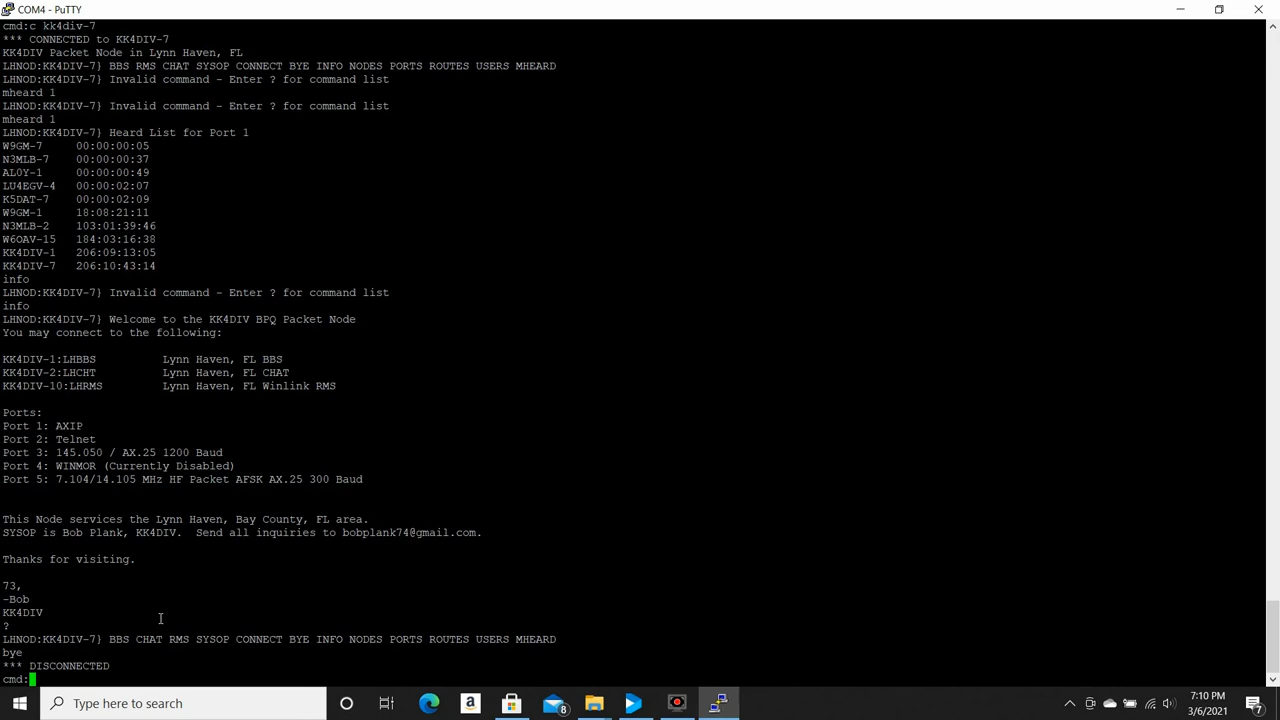 COM4 - PuTTY
cmd:c kk4div-7
*** CONNECTED to KK4DIV-7
KK4DIV Packet Node in Lynn Haven, FL
LHNOD:KK4DIV-7} BBS RMS CHAT SYSOP CONNECT BYE INFO NODES PORTS ROUTES USERS MHEARD
LHNOD:KK4DIV-7} Invalid command - Enter ? for command list
mheard 1
LHNOD:KK4DIV-7} Invalid command - Enter ? for command list
mheard 1
LHNOD:KK4DIV-7} Heard List for Port 1
W9GM-7     00:00:00:05
N3MLB-7    00:00:00:37
AL0Y-1     00:00:00:49
LU4EGV-4   00:00:02:07
K5DAT-7    00:00:02:09
W9GM-1     18:08:21:11
N3MLB-2    103:01:39:46
W6OAV-15   184:03:16:38
KK4DIV-1   206:09:13:05
KK4DIV-7   206:10:43:14
info
LHNOD:KK4DIV-7} Invalid command - Enter ? for command list
info
LHNOD:KK4DIV-7} Welcome to the KK4DIV BPQ Packet Node
You may connect to the following:
KK4DIV-1:LHBBS          Lynn Haven, FL BBS
KK4DIV-2:LHCHT          Lynn Haven, FL CHAT
KK4DIV-10:LHRMS         Lynn Haven, FL Winlink RMS
Ports:
Port 1: AXIP
Port 2: Telnet
Port 3: 145.050 / AX.25 1200 Baud
Port 4: WINMOR (Currently Disabled)
Port 5: 7.104/14.105 MHz HF Packet AFSK AX.25 300 Baud
This Node services the Lynn Haven, Bay County, FL area.
SYSOP is Bob Plank, KK4DIV.  Send all inquiries to bobplank74@gmail.com.
Thanks for visiting.
73,
-Bob
KK4DIV
?
LHNOD:KK4DIV-7} BBS CHAT RMS SYSOP CONNECT BYE INFO NODES PORTS ROUTES USERS MHEARD
bye
*** DISCONNECTED
cmd:
Type here to search
8
7:10 PM
3/6/2021
7